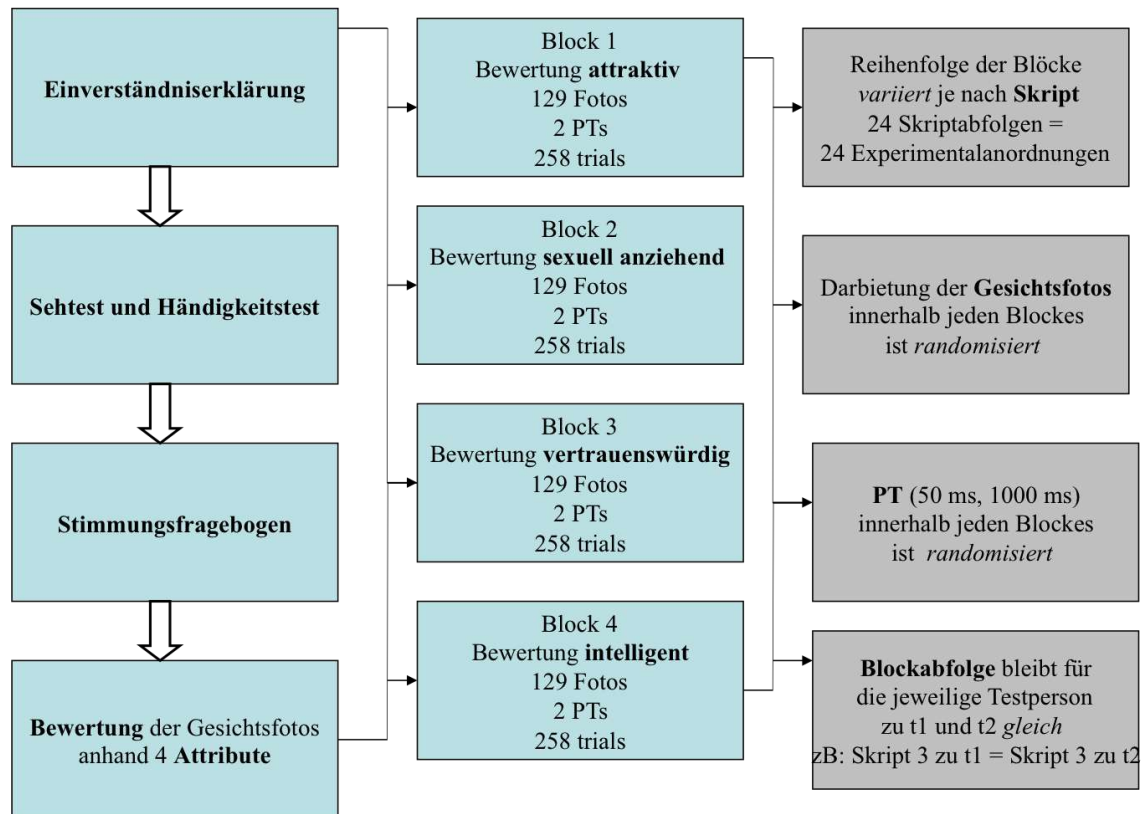 Einverständniserklärung
Sehtest und Händigkeitstest
Stimmungsfragebogen
Bewertung der Gesichtsfotos
anhand 4 Attribute
Block 1
Bewertung attraktiv
129 Fotos
2 PTs
258 trials
Block 2
Bewertung sexuell anziehend
129 Fotos
2 PTs
258 trials
Block 3
Bewertung vertrauenswürdig
129 Fotos
2 PTs
258 trials
Block 4
Bewertung intelligent
129 Fotos
2 PTs
258 trials
Reihenfolge der Blöcke
variiert je nach Skript
24 Skriptabfolgen =
24 Experimentalanordnungen
Darbietung der Gesichtsfotos
innerhalb jeden Blockes
ist randomisiert
PT (50 ms, 1000 ms)
innerhalb jeden Blockes
ist randomisiert
Blockabfolge bleibt für
die jeweilige Testperson
zu t1 und t2 gleich
zB: Skript 3 zu t1 = Skript 3 zu t2